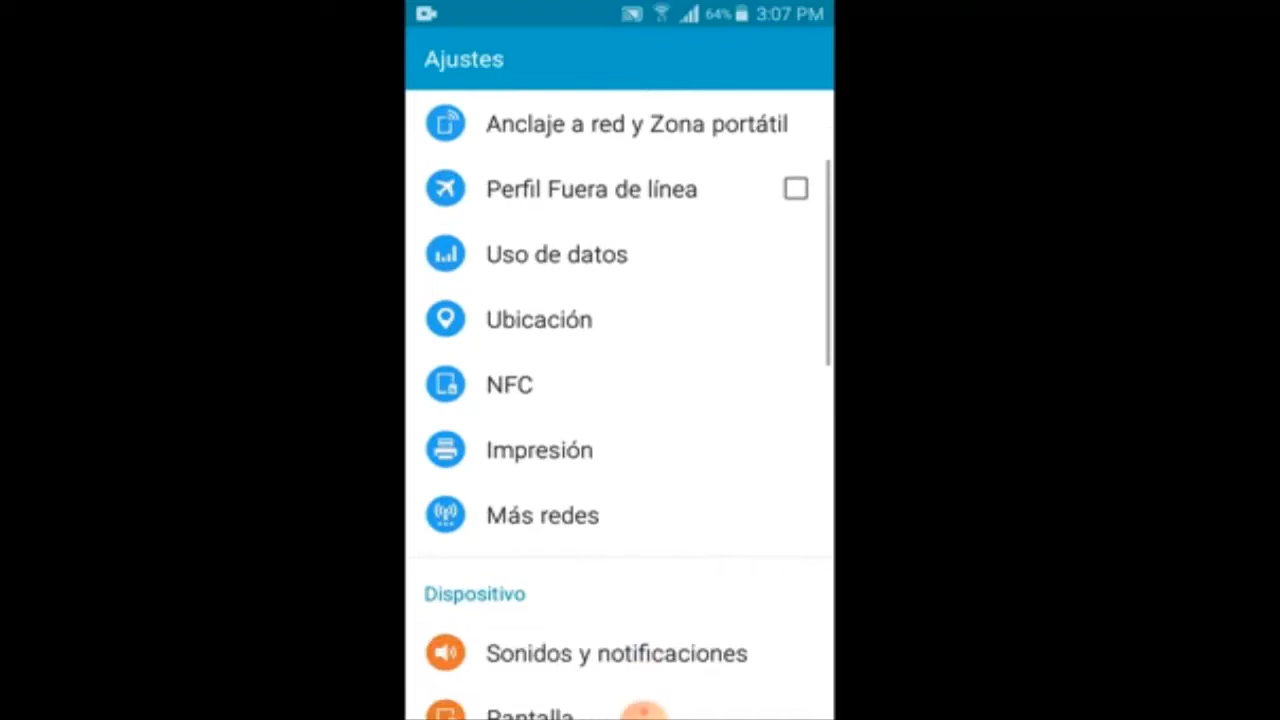 64% 3:07 PM
Ajustes
Anclaje a red y Zona portátil
Perfil Fuera de línea
Uso de datos
Ubicación
NFC
Impresión
Más redes
Dispositivo
Sonidos y notificaciones
Pantalla